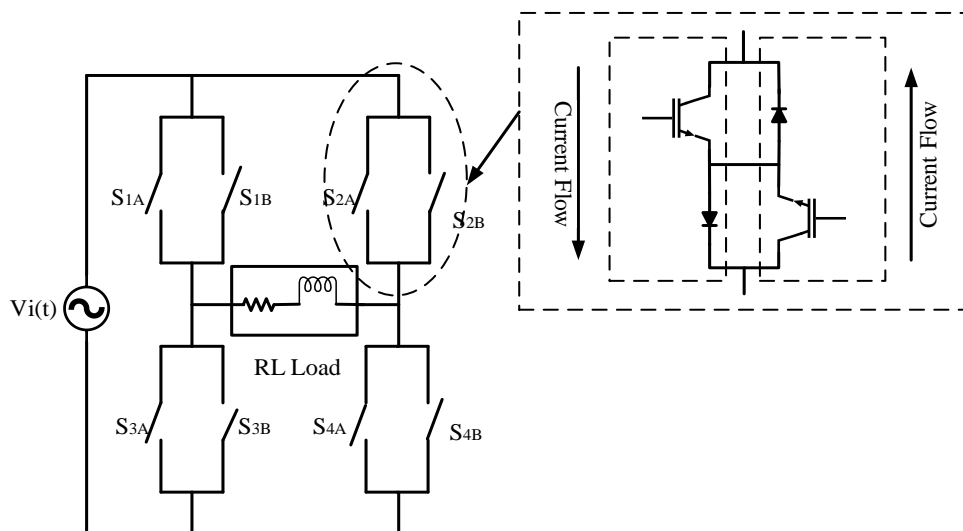 S1A
S1B
S2A
S2B
Current Flow
Current Flow
Vi(t)
RL Load
S3A
S3B
S4A
S4B